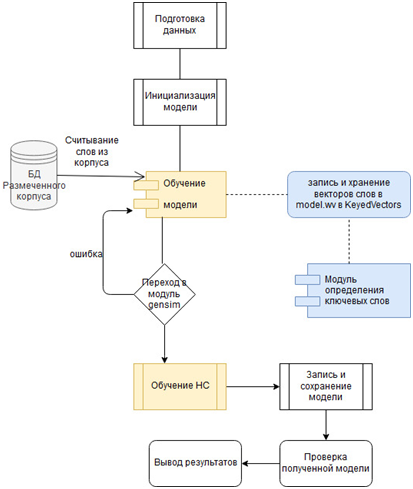 Подготовка
данных
Инициализация
модели
Считывание
слов из
корпуса
БД
Размеченного
корпуса
Обучение
модели
запись и хранение
векторов слов в
model.wv в KeyedVectors
ошибка
Переход в
модуль
gensim
Модуль
определения
ключевых слов
Обучение НС
Запись и
сохранение
модели
Вывод результатов
Проверка
полученной модели